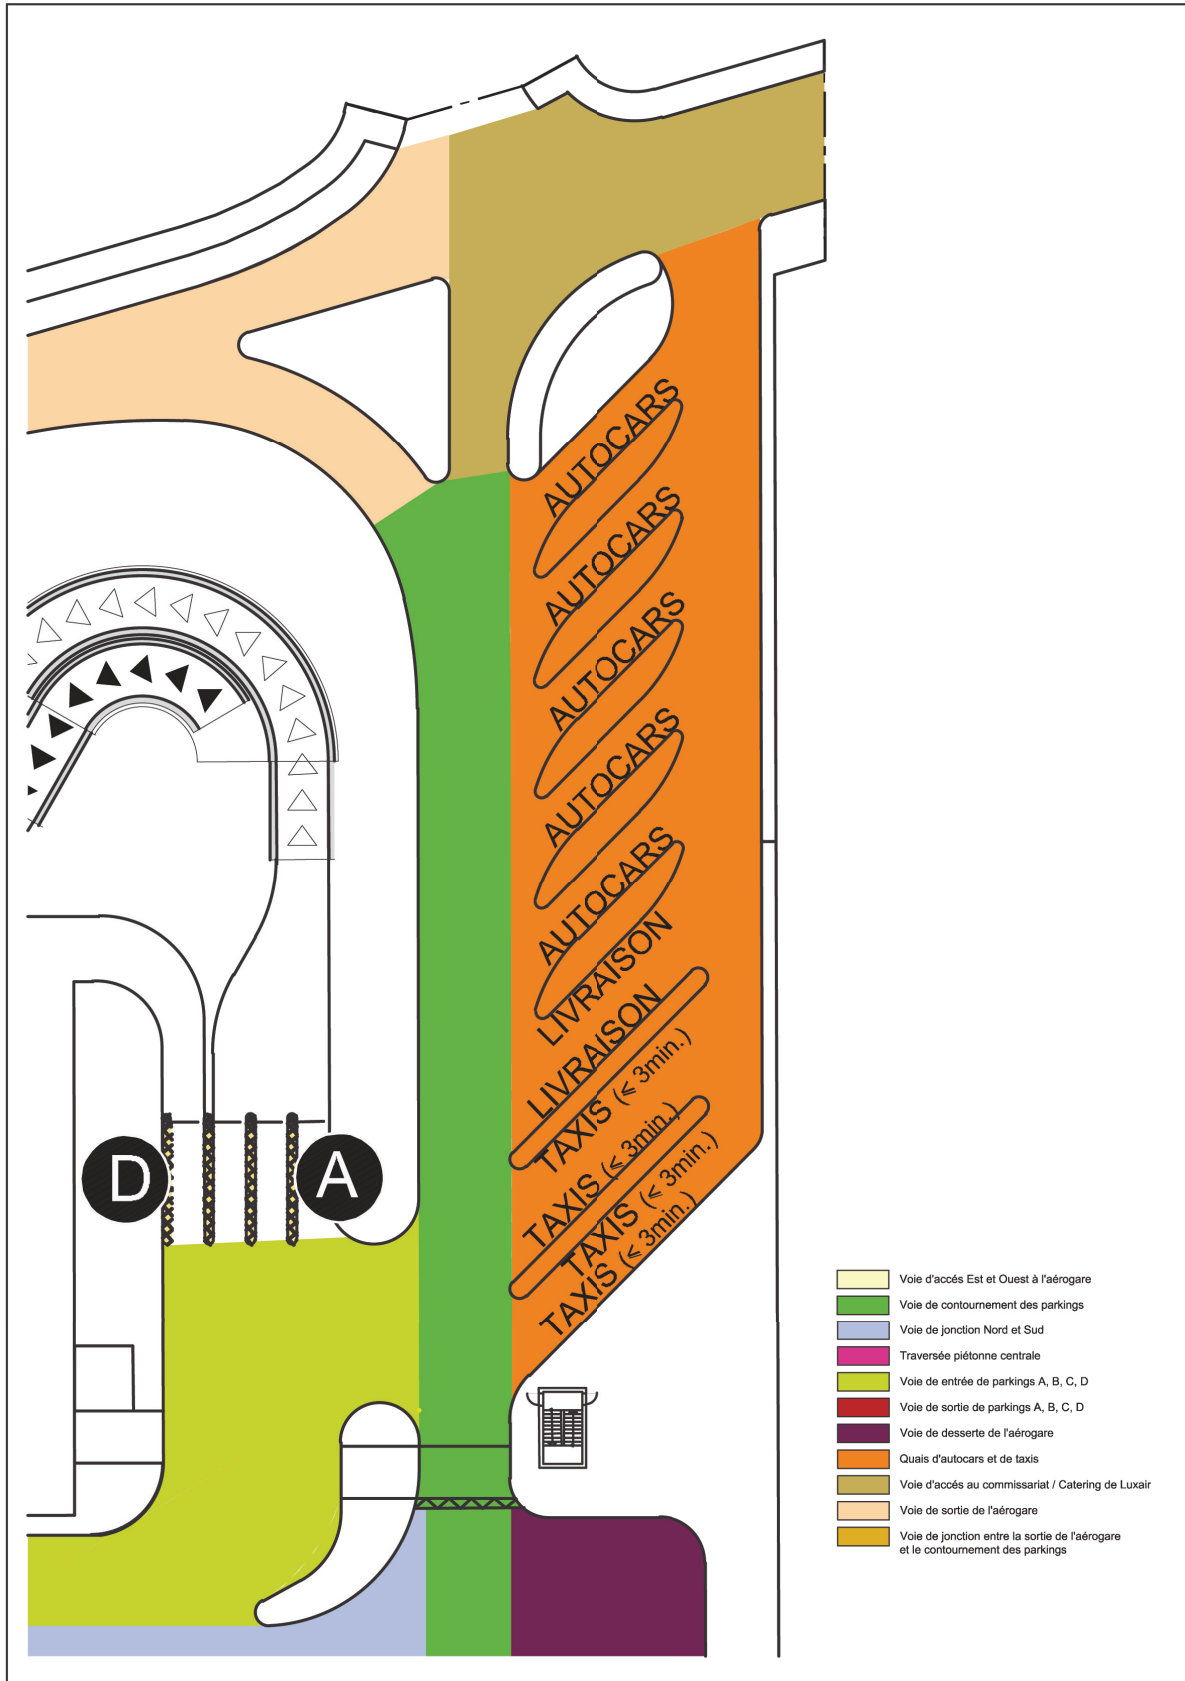 AUTOCARS
AUTOCARS
AUTOCARS
AUTOCARS
AUTOCARS
LIVRAISON
LIVRAISON
TAXIS (≤ 3min.)
TAXIS (≤ 3min.)
TAXIS (≤ 3min.)
TAXIS (≤ 3min.)
D
A
Voie d'accés Est et Ouest à l'aérogare
Voie de contournement des parkings
Voie de jonction Nord et Sud
Traversée piétonne centrale
Voie de entrée de parkings A, B, C, D
Voie de sortie de parkings A, B, C, D
Voie de desserte de l'aérogare
Quais d'autocars et de taxis
Voie d'accés au commissariat / Catering de Luxair
Voie de sortie de l'aérogare
Voie de jonction entre la sortie de l'aérogare
et le contournement des parkings